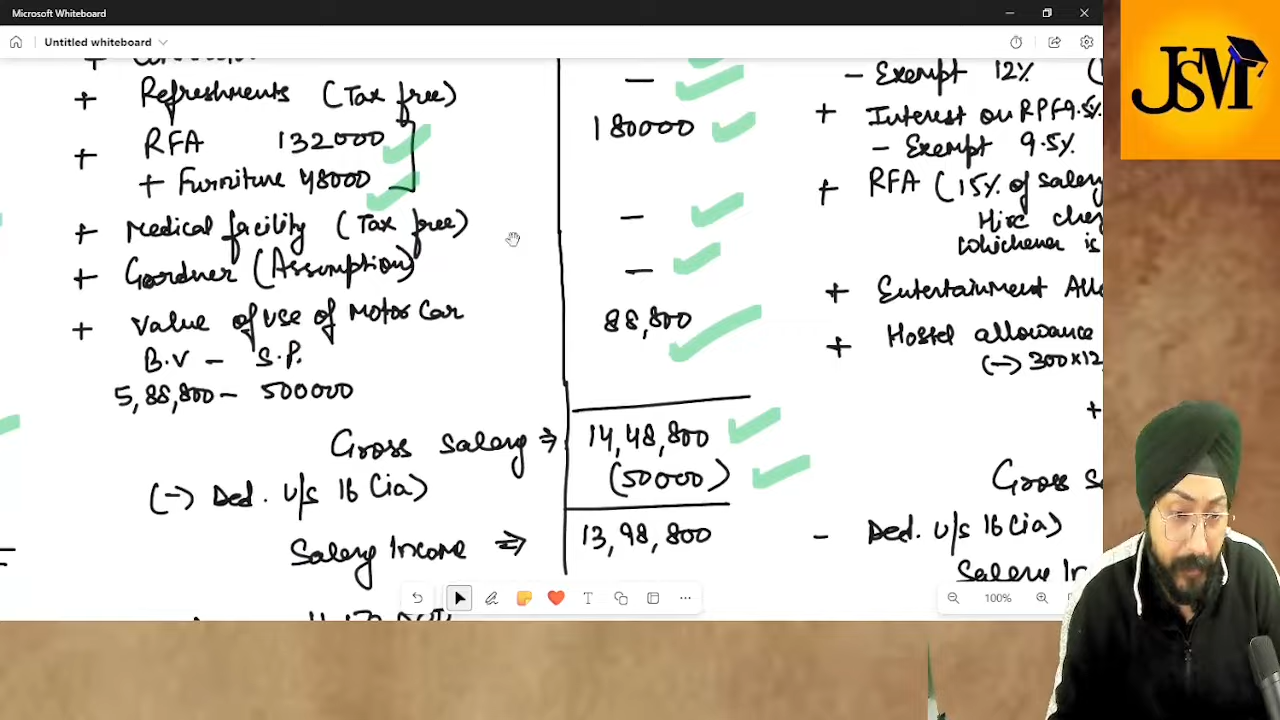 Microsoft Whiteboard
Untitled whiteboard
JSM
+ Refreshments (Tax free) —
+ RFA 132000
+ Furniture 48000
180000
+ Medical facility (Tax free) —
+ Gardner (Assumption) —
+ Value of use of Motor Car 88,800
B.V — S.P.
5,88,800 — 500000
Gross Salary ⇒ 14,48,800
(-) Ded. U/s 16 (ia) (50000)
Salary Income ⇒ 13,98,800
- Exempt 12% (
+ Interest on RPF 9.5%
- Exempt 9.5%
+ RFA (15% of salary
Hire
whichever is
+ Entertainment All
+ Hostel allowance
(-) 300×12
+
Gross Sa
- Ded. U/s 16 (ia)
Salary In
100%